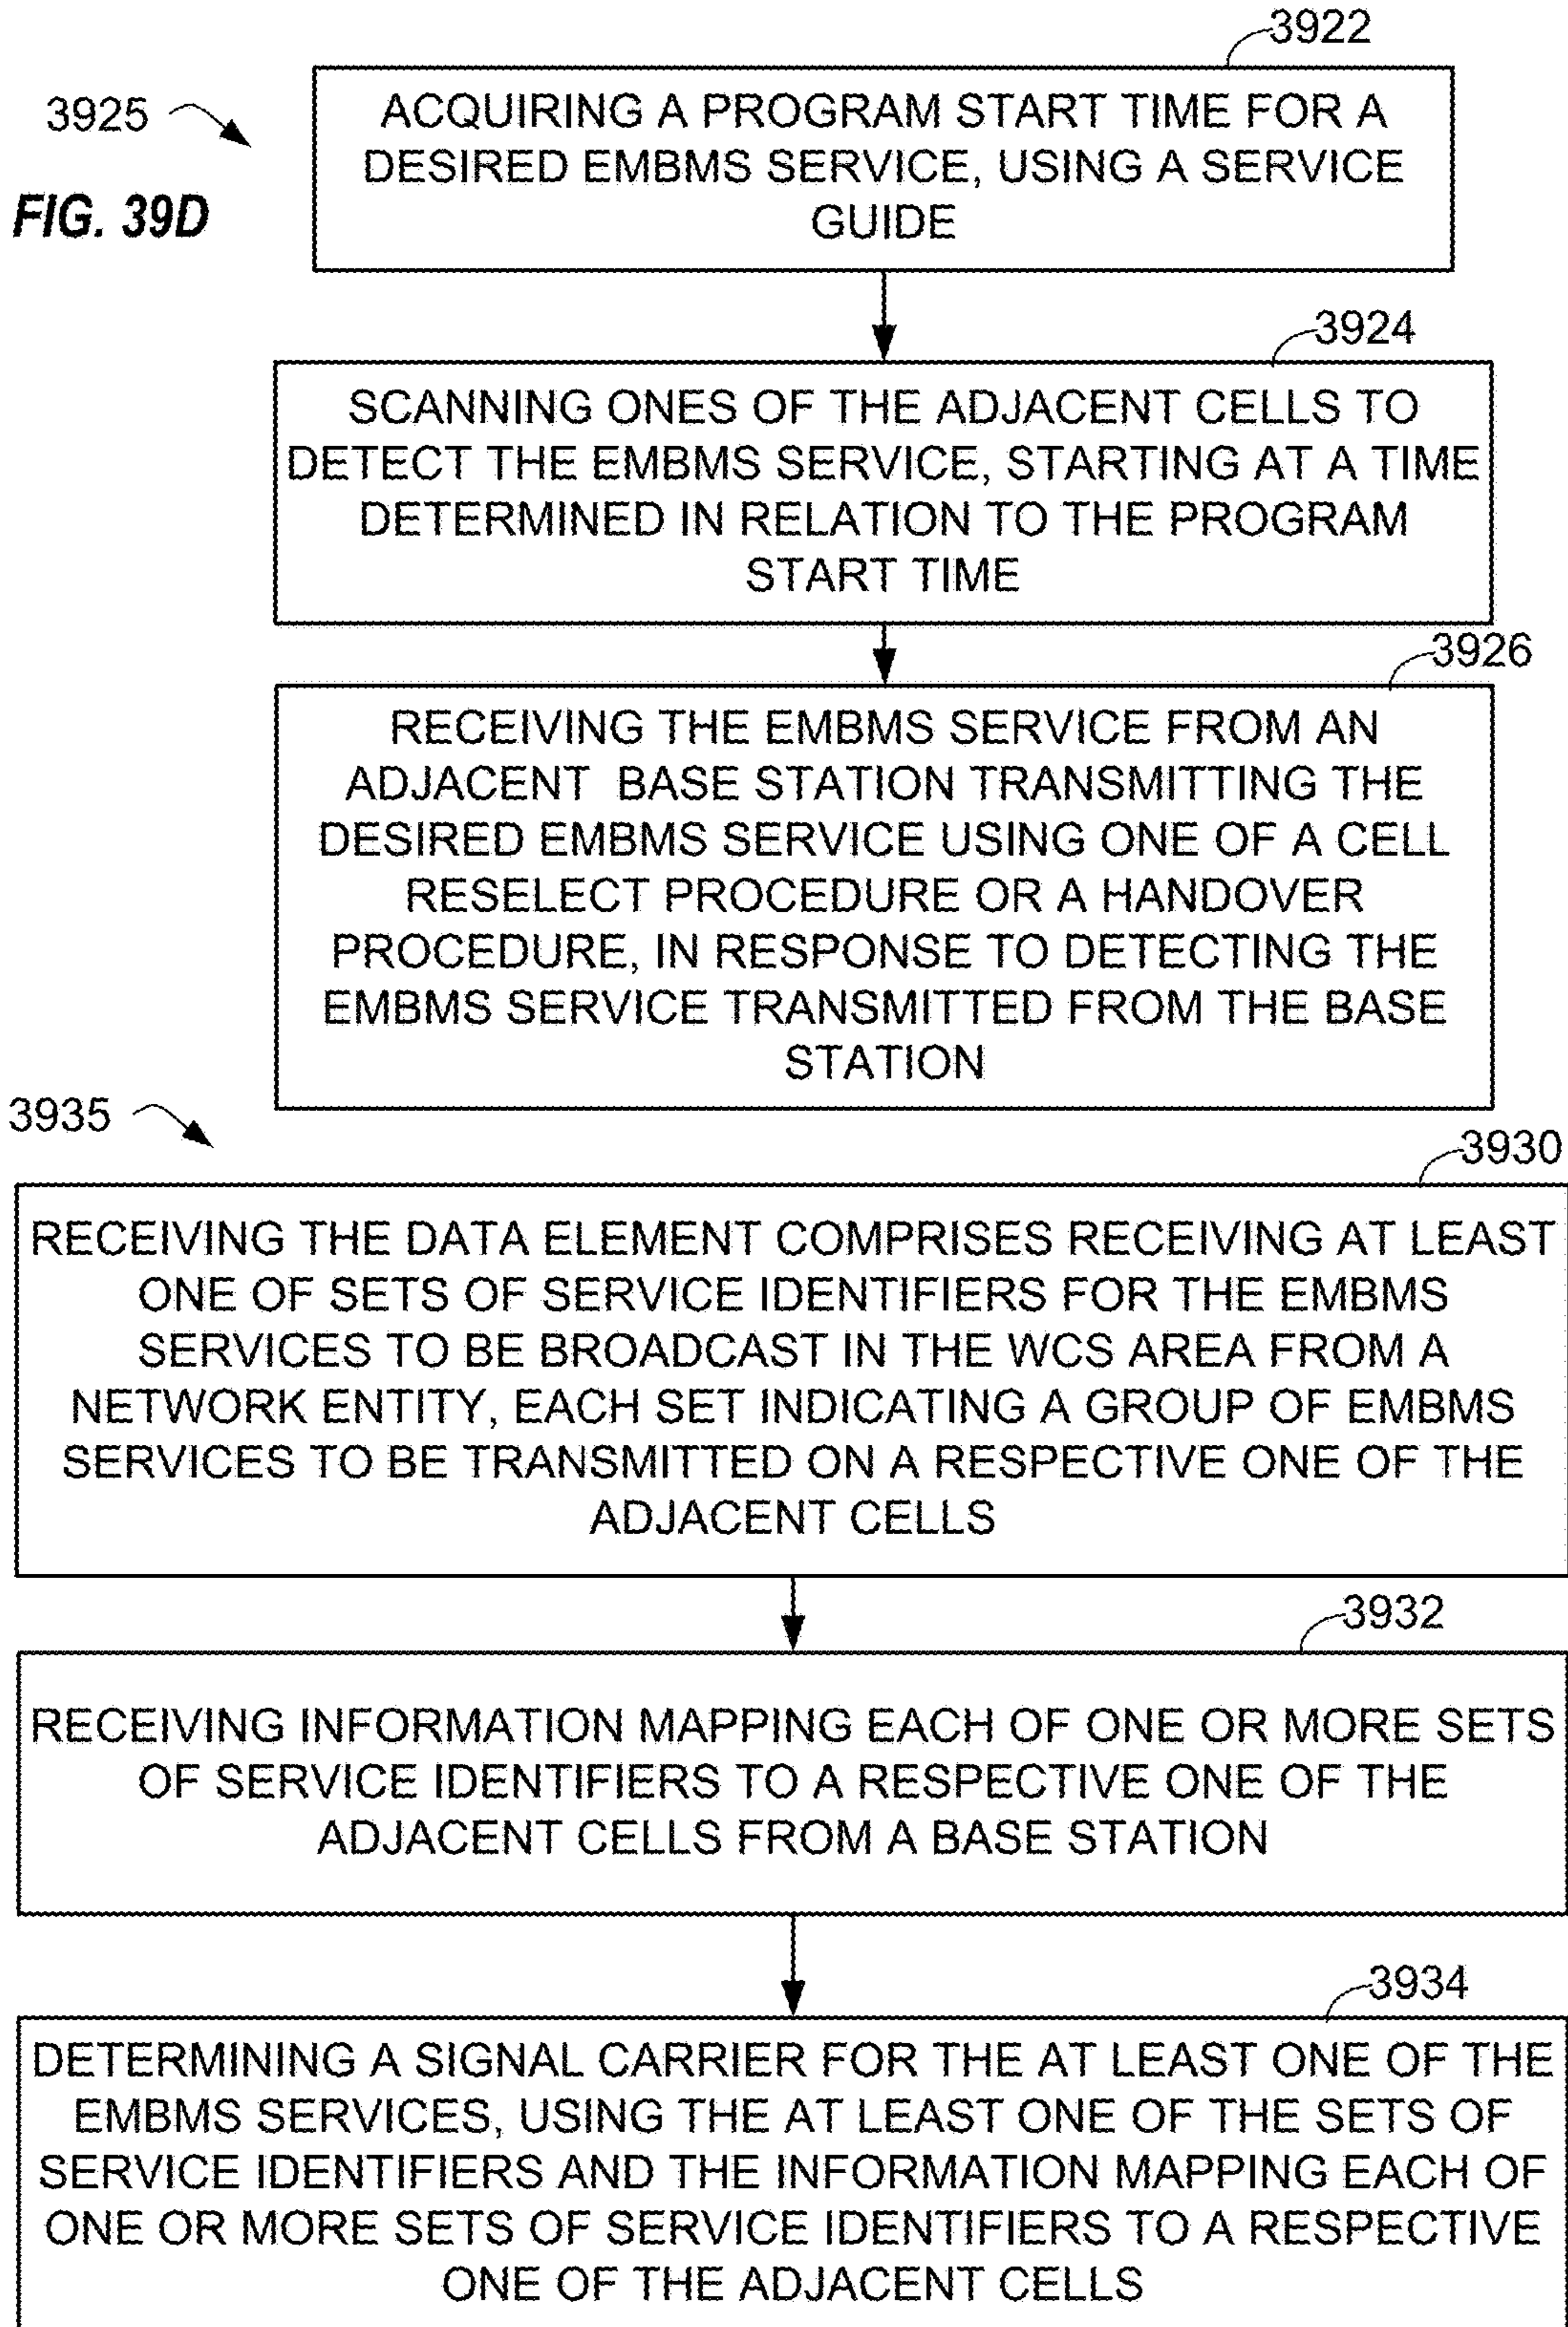 3922
3925
FIG. 39D
ACQUIRING A PROGRAM START TIME FOR A
DESIRED EMBMS SERVICE, USING A SERVICE
GUIDE
3924
SCANNING ONES OF THE ADJACENT CELLS TO
DETECT THE EMBMS SERVICE, STARTING AT A TIME
DETERMINED IN RELATION TO THE PROGRAM
START TIME
3926
RECEIVING THE EMBMS SERVICE FROM AN
ADJACENT BASE STATION TRANSMITTING THE
DESIRED EMBMS SERVICE USING ONE OF A CELL
RESELECT PROCEDURE OR A HANDOVER
PROCEDURE, IN RESPONSE TO DETECTING THE
EMBMS SERVICE TRANSMITTED FROM THE BASE
STATION
3935
3930
RECEIVING THE DATA ELEMENT COMPRISES RECEIVING AT LEAST
ONE OF SETS OF SERVICE IDENTIFIERS FOR THE EMBMS
SERVICES TO BE BROADCAST IN THE WCS AREA FROM A
NETWORK ENTITY, EACH SET INDICATING A GROUP OF EMBMS
SERVICES TO BE TRANSMITTED ON A RESPECTIVE ONE OF THE
ADJACENT CELLS
3932
RECEIVING INFORMATION MAPPING EACH OF ONE OR MORE SETS
OF SERVICE IDENTIFIERS TO A RESPECTIVE ONE OF THE
ADJACENT CELLS FROM A BASE STATION
3934
DETERMINING A SIGNAL CARRIER FOR THE AT LEAST ONE OF THE
EMBMS SERVICES, USING THE AT LEAST ONE OF THE SETS OF
SERVICE IDENTIFIERS AND THE INFORMATION MAPPING EACH OF
ONE OR MORE SETS OF SERVICE IDENTIFIERS TO A RESPECTIVE
ONE OF THE ADJACENT CELLS